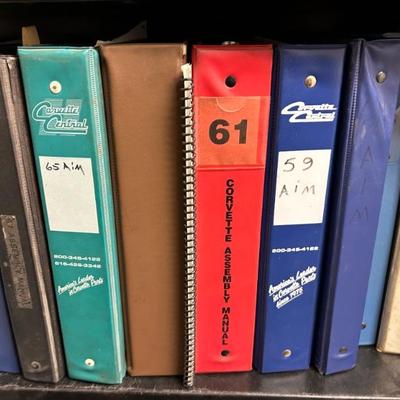 Corvette
Central
65 AiM
800-345-4122
616-426-3342
America's Leader
in Corvette Parts
61
CORVETTE ASSEMBLY MANUAL
Corvette
Central
59
AiM
800-345-4122
America's Leader
in Corvette Parts
Since 1975
A
M